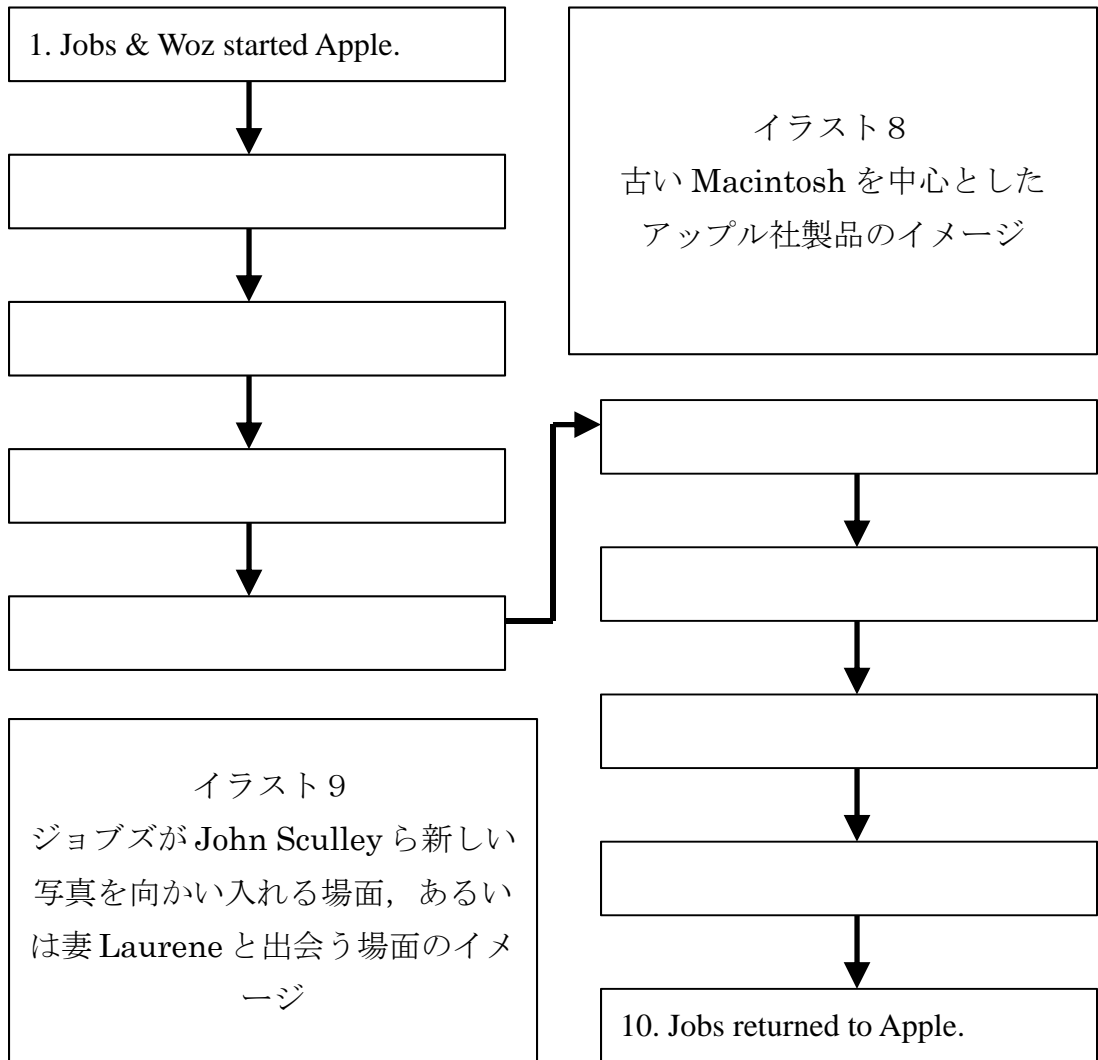 1. Jobs & Woz started Apple.
イラスト８
古い Macintosh を中心とした
アップル社製品のイメージ
イラスト９
ジョブズが John Sculley ら新しい
写真を向かい入れる場面，あるい
は妻 Laurene と出会う場面のイメ
ージ
10. Jobs returned to Apple.